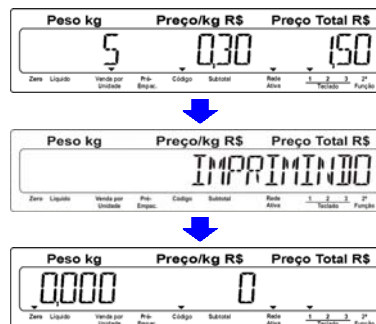 Peso kg Preço/kg R$ Preço Total R$
5 0,30 1,50
Zero Líquido Venda por Unidade Pré-Empac. Código Subtotal Rede Ativa 1 2 3 Teclado 2ª Função
Peso kg Preço/kg R$ Preço Total R$
IMPRIMINDO
Zero Líquido Venda por Unidade Pré-Empac. Código Subtotal Rede Ativa 1 2 3 Teclado 2ª Função
Peso kg Preço/kg R$ Preço Total R$
0,000 0
Zero Líquido Venda por Unidade Pré-Empac. Código Subtotal Rede Ativa 1 2 3 Teclado 2ª Função